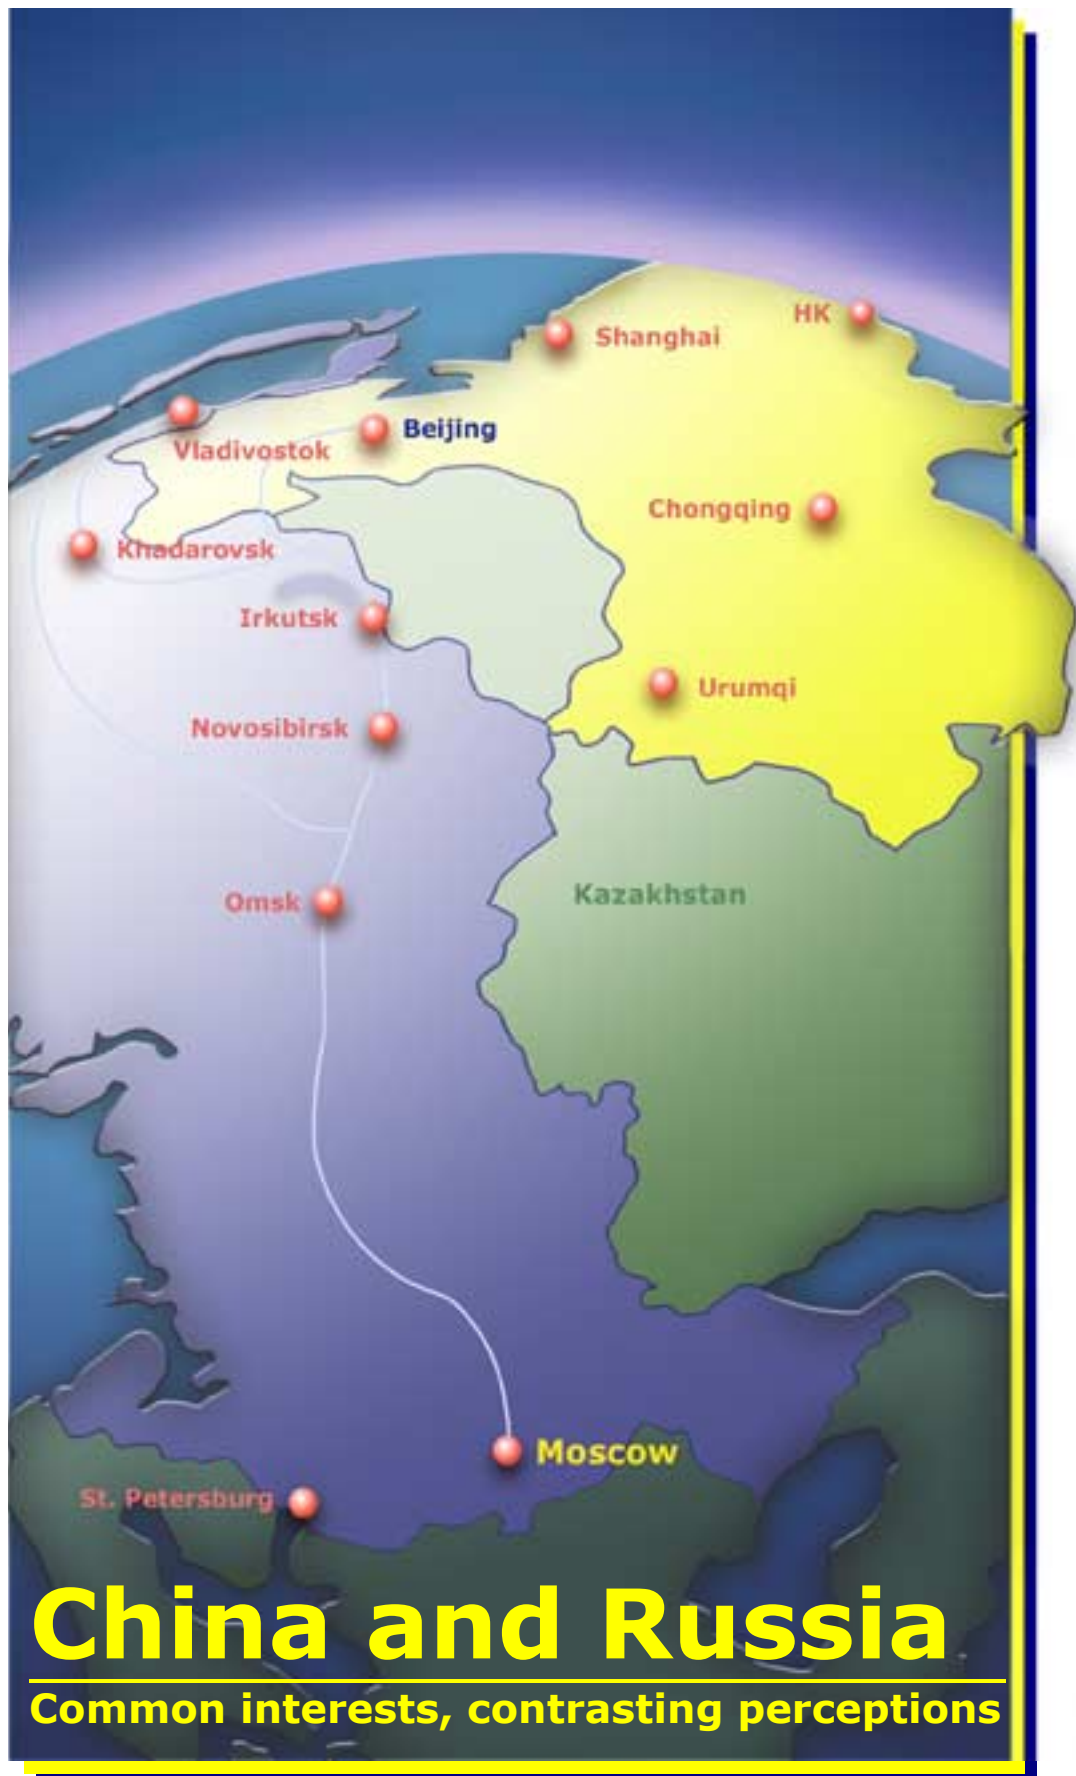 HK
Shanghai
Beijing
Vladivostok
Chongqing
Khadarovsk
Irkutsk
Urumqi
Novosibirsk
Kazakhstan
Omsk
Moscow
St. Petersburg
China and Russia
Common interests, contrasting perceptions